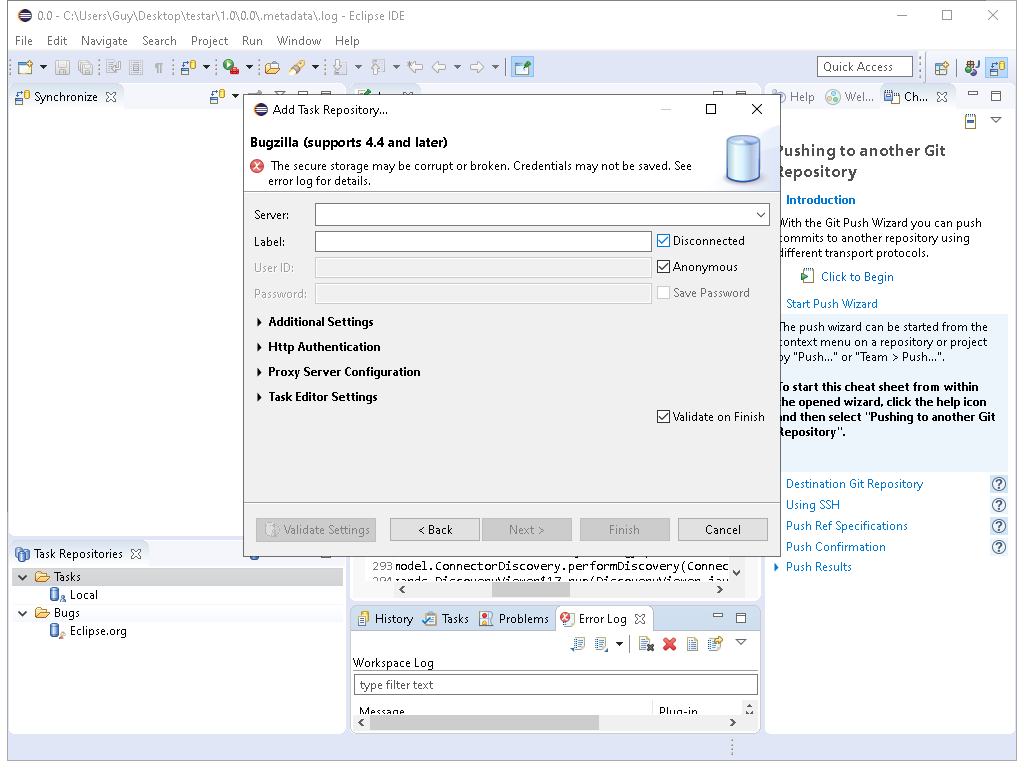 0.0 - C:\Users\Guy\Desktop\testar\1.0\0.0\.metadata\.log - Eclipse IDE
File Edit Navigate Search Project Run Window Help
Quick Access
Synchronize
Help Wel... Ch...
Add Task Repository...
Bugzilla (supports 4.4 and later)
The secure storage may be corrupt or broken. Credentials may not be saved. See
error log for details.
Server:
Label:
Disconnected
User ID:
Anonymous
Password:
Save Password
Additional Settings
Http Authentication
Proxy Server Configuration
Task Editor Settings
Validate on Finish
Validate Settings
< Back
Next >
Finish
Cancel
Pushing to another Git
Repository
Introduction
With the Git Push Wizard you can push
commits to another repository using
different transport protocols.
Click to Begin
Start Push Wizard
The push wizard can be started from the
context menu on a repository or project
by "Push..." or "Team > Push...".
To start this cheat sheet from within
the opened wizard, click the help icon
and then select "Pushing to another Git
Repository".
Destination Git Repository
Using SSH
Push Ref Specifications
Push Confirmation
Push Results
Task Repositories
Tasks
Local
Bugs
Eclipse.org
293 model.ConnectorDiscovery.performDiscovery(Connec
History Tasks Problems Error Log
Workspace Log
type filter text
Message Plug-in